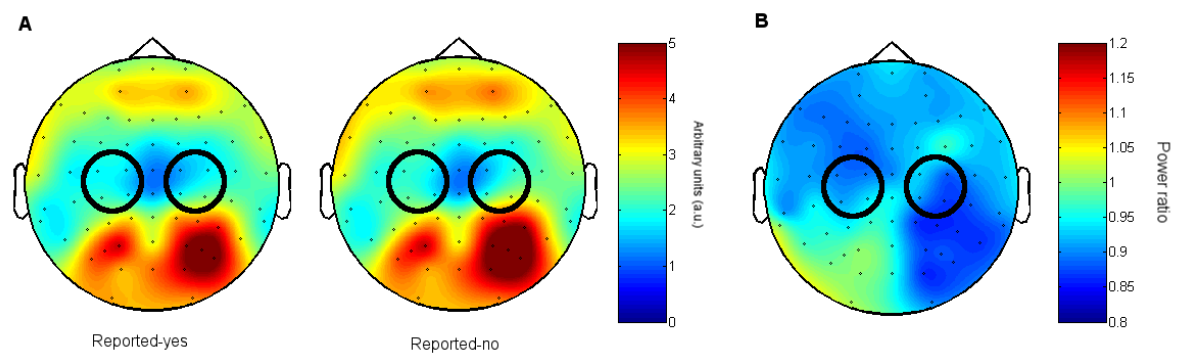 A
B
5
4
3
2
1
0
Arbitrary units (a.u.)
1.2
1.15
1.1
1.05
1
0.95
0.9
0.85
0.8
Power ratio
Reported-yes
Reported-no